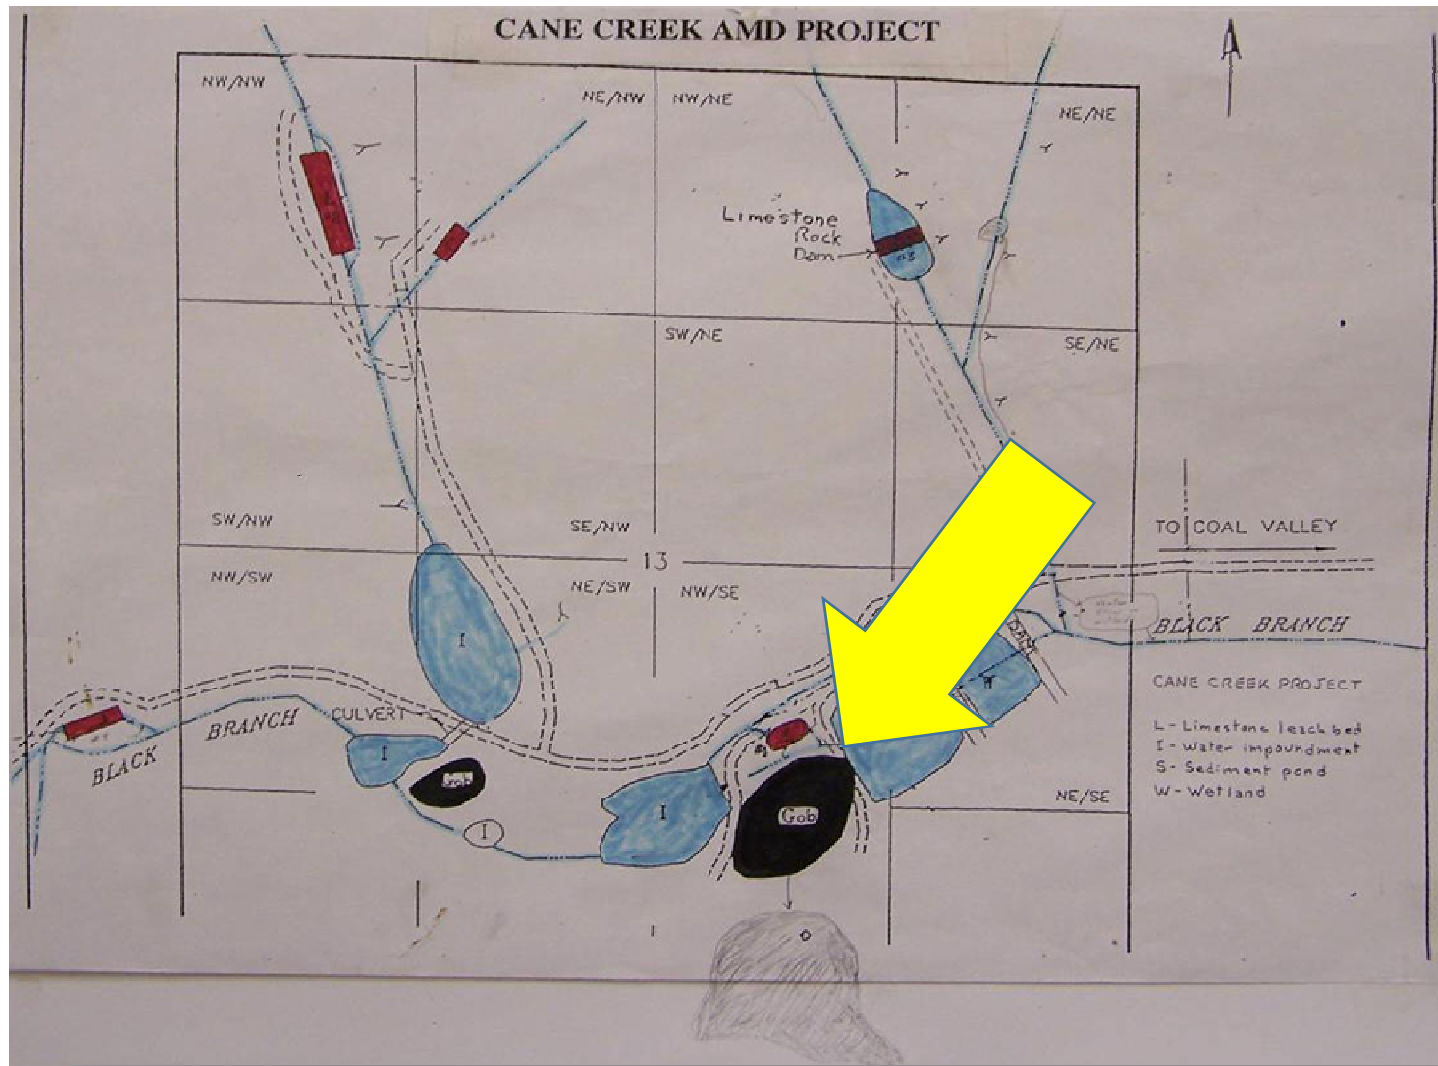 CANE CREEK AMD PROJECT
NW/NW
NE/NW
NW/NE
NE/NE
Limestone
Rock
Dam
SW/NE
SE/NE
SW/NW
SE/NW
13
TO COAL VALLEY
NW/SW
NE/SW
NW/SE
I
DAM
BLACK BRANCH
CANE CREEK PROJECT
L- Limestone leach bed
I- Water impoundment
S- Sediment pond
W- Wetland
CULVERT
BLACK BRANCH
I
Gob
I
I
Gob
NE/SE